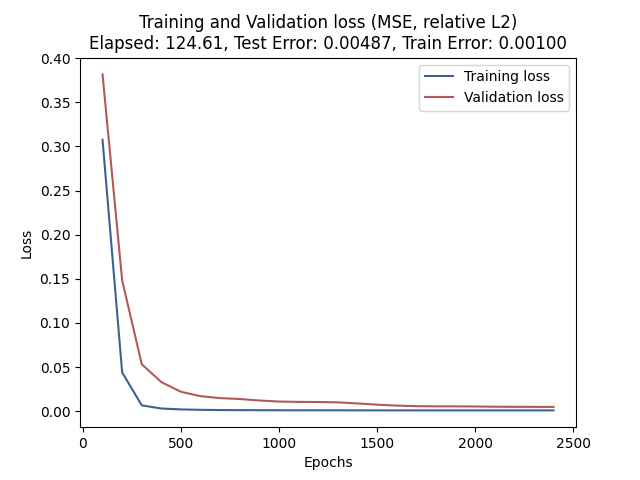 Training and Validation loss (MSE, relative L2)
Elapsed: 124.61, Test Error: 0.00487, Train Error: 0.00100
Training loss
Validation loss
0.40
0.35
0.30
0.25
0.20
0.15
0.10
0.05
0.00
Loss
0
500
1000
1500
2000
2500
Epochs